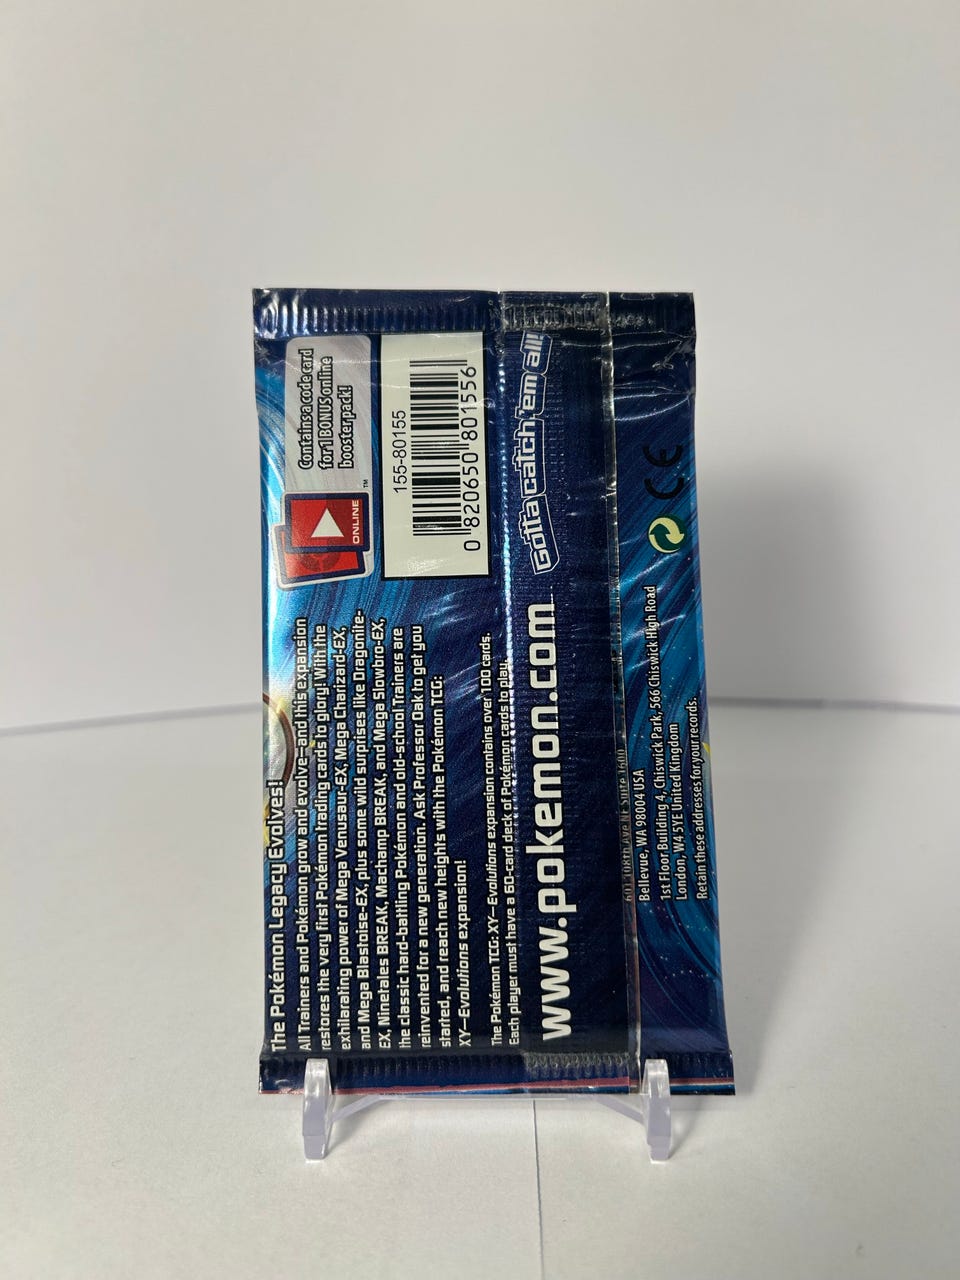 The Pokémon Legacy Evolves!
All Trainers and Pokémon grow and evolve—and this expansion
restores the very first Pokémon trading cards to glory! With the
exhilarating power of Mega Venusaur-EX, Mega Charizard-EX,
and Mega Blastoise-EX, plus some wild surprises like Dragonite-
EX, Ninetales BREAK, Machamp BREAK, and Mega Slowbro-EX,
the classic hard-battling Pokémon and old-school Trainers are
reinvented for a new generation. Ask Professor Oak to get you
started, and reach new heights with the Pokémon TCG:
XY—Evolutions expansion!
The Pokémon TCG: XY—Evolutions expansion contains over 100 cards.
Each player must have a 60-card deck of Pokémon cards to play.
www.pokemon.com
ONLINE
TM
Contains a code card
for 1 BONUS online
booster pack!
155-80155
0 820650 801556
Gotta catch 'em all!
601 108th Ave NE Suite 1600
Bellevue, WA 98004 USA
1st Floor Building 4, Chiswick Park, 566 Chiswick High Road
London, W4 5YE United Kingdom
Retain these addresses for your records.
CE